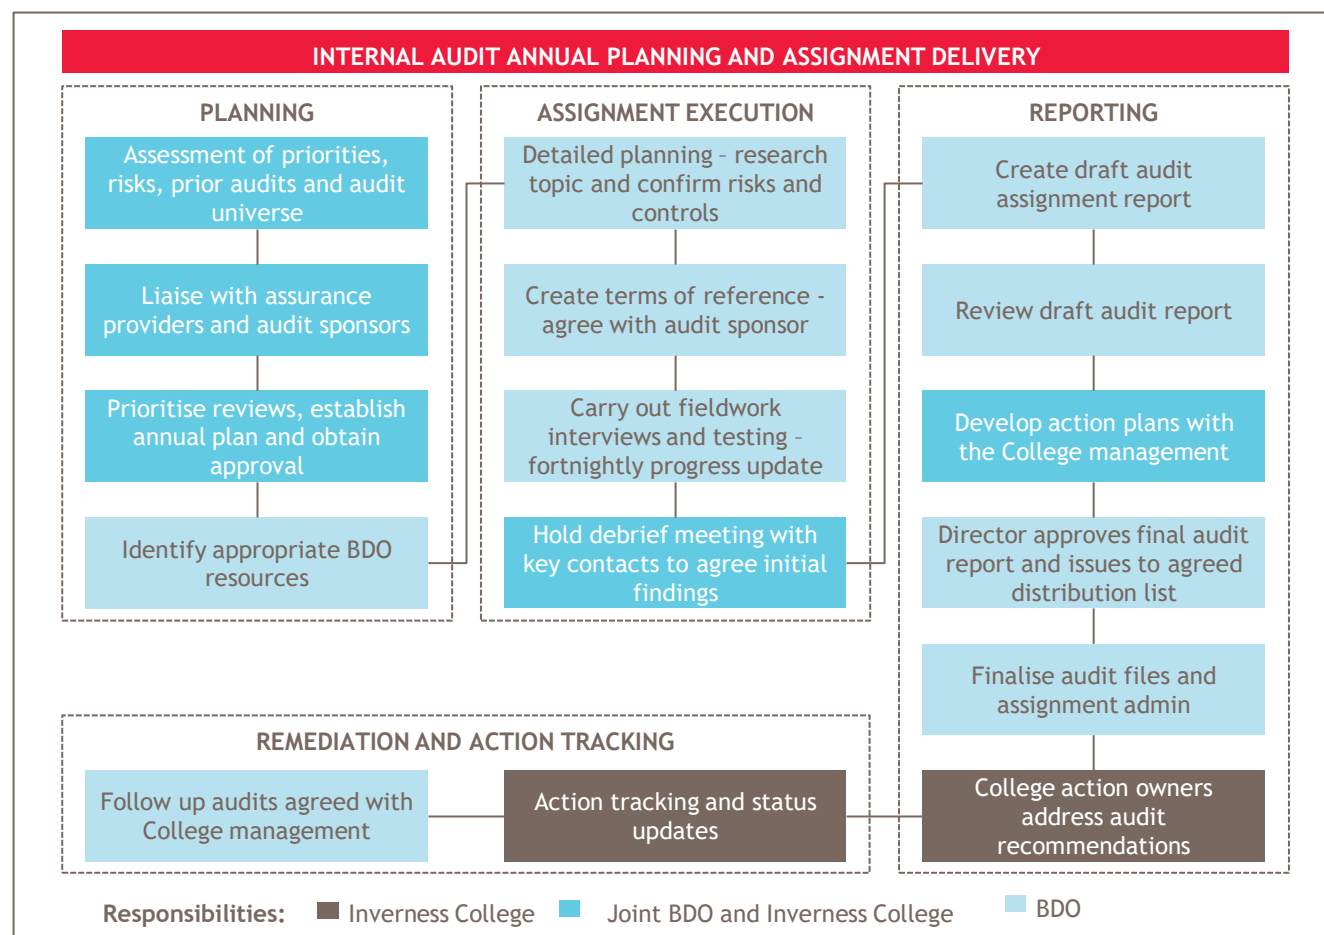 INTERNAL AUDIT ANNUAL PLANNING AND ASSIGNMENT DELIVERY
PLANNING
Assessment of priorities,
risks, prior audits and audit
universe
Liaise with assurance
providers and audit sponsors
Prioritise reviews, establish
annual plan and obtain
approval
Identify appropriate BDO
resources
ASSIGNMENT EXECUTION
Detailed planning – research
topic and confirm risks and
controls
Create terms of reference -
agree with audit sponsor
Carry out fieldwork
interviews and testing –
fortnightly progress update
Hold debrief meeting with
key contacts to agree initial
findings
REPORTING
Create draft audit
assignment report
Review draft audit report
Develop action plans with
the College management
Director approves final audit
report and issues to agreed
distribution list
Finalise audit files and
assignment admin
College action owners
address audit
recommendations
REMEDIATION AND ACTION TRACKING
Follow up audits agreed with
College management
Action tracking and status
updates
Responsibilities: Inverness College Joint BDO and Inverness College BDO